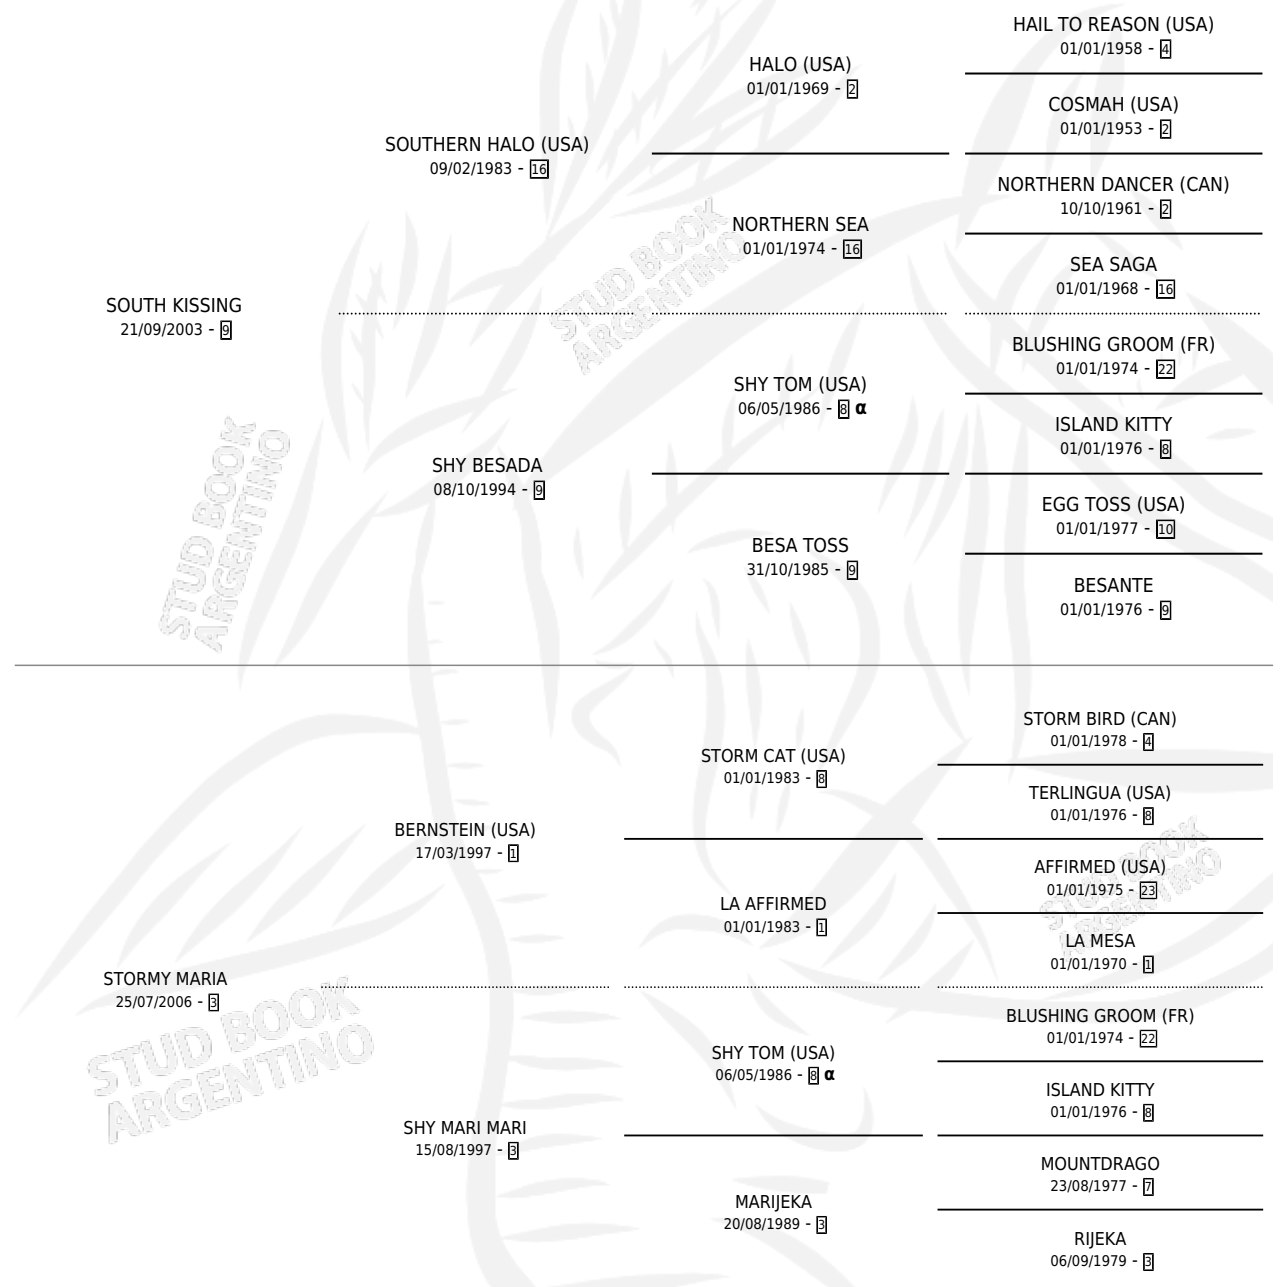 HAIL TO REASON (USA)
01/01/1958 - 4
HALO (USA)
01/01/1969 - 2
COSMAH (USA)
01/01/1953 - 2
SOUTHERN HALO (USA)
09/02/1983 - 16
NORTHERN DANCER (CAN)
10/10/1961 - 2
NORTHERN SEA
01/01/1974 - 16
SEA SAGA
01/01/1968 - 16
SOUTH KISSING
21/09/2003 - 9
BLUSHING GROOM (FR)
01/01/1974 - 22
SHY TOM (USA)
06/05/1986 - 8 α
ISLAND KITTY
01/01/1976 - 8
SHY BESADA
08/10/1994 - 9
EGG TOSS (USA)
01/01/1977 - 10
BESA TOSS
31/10/1985 - 9
BESANTE
01/01/1976 - 9
STORM BIRD (CAN)
01/01/1978 - 4
STORM CAT (USA)
01/01/1983 - 8
TERLINGUA (USA)
01/01/1976 - 8
BERNSTEIN (USA)
17/03/1997 - 1
AFFIRMED (USA)
01/01/1975 - 23
LA AFFIRMED
01/01/1983 - 1
LA MESA
01/01/1970 - 1
STORMY MARIA
25/07/2006 - 3
BLUSHING GROOM (FR)
01/01/1974 - 22
SHY TOM (USA)
06/05/1986 - 8 α
ISLAND KITTY
01/01/1976 - 8
SHY MARI MARI
15/08/1997 - 3
MOUNTDRAGO
23/08/1977 - 7
MARIJEKA
20/08/1989 - 3
RIJEKA
06/09/1979 - 3
STUD BOOK
ARGENTINO
STUD BOOK
ARGENTINO
STUD BOOK
ARGENTINO
STUD BOOK
ARGENTINO